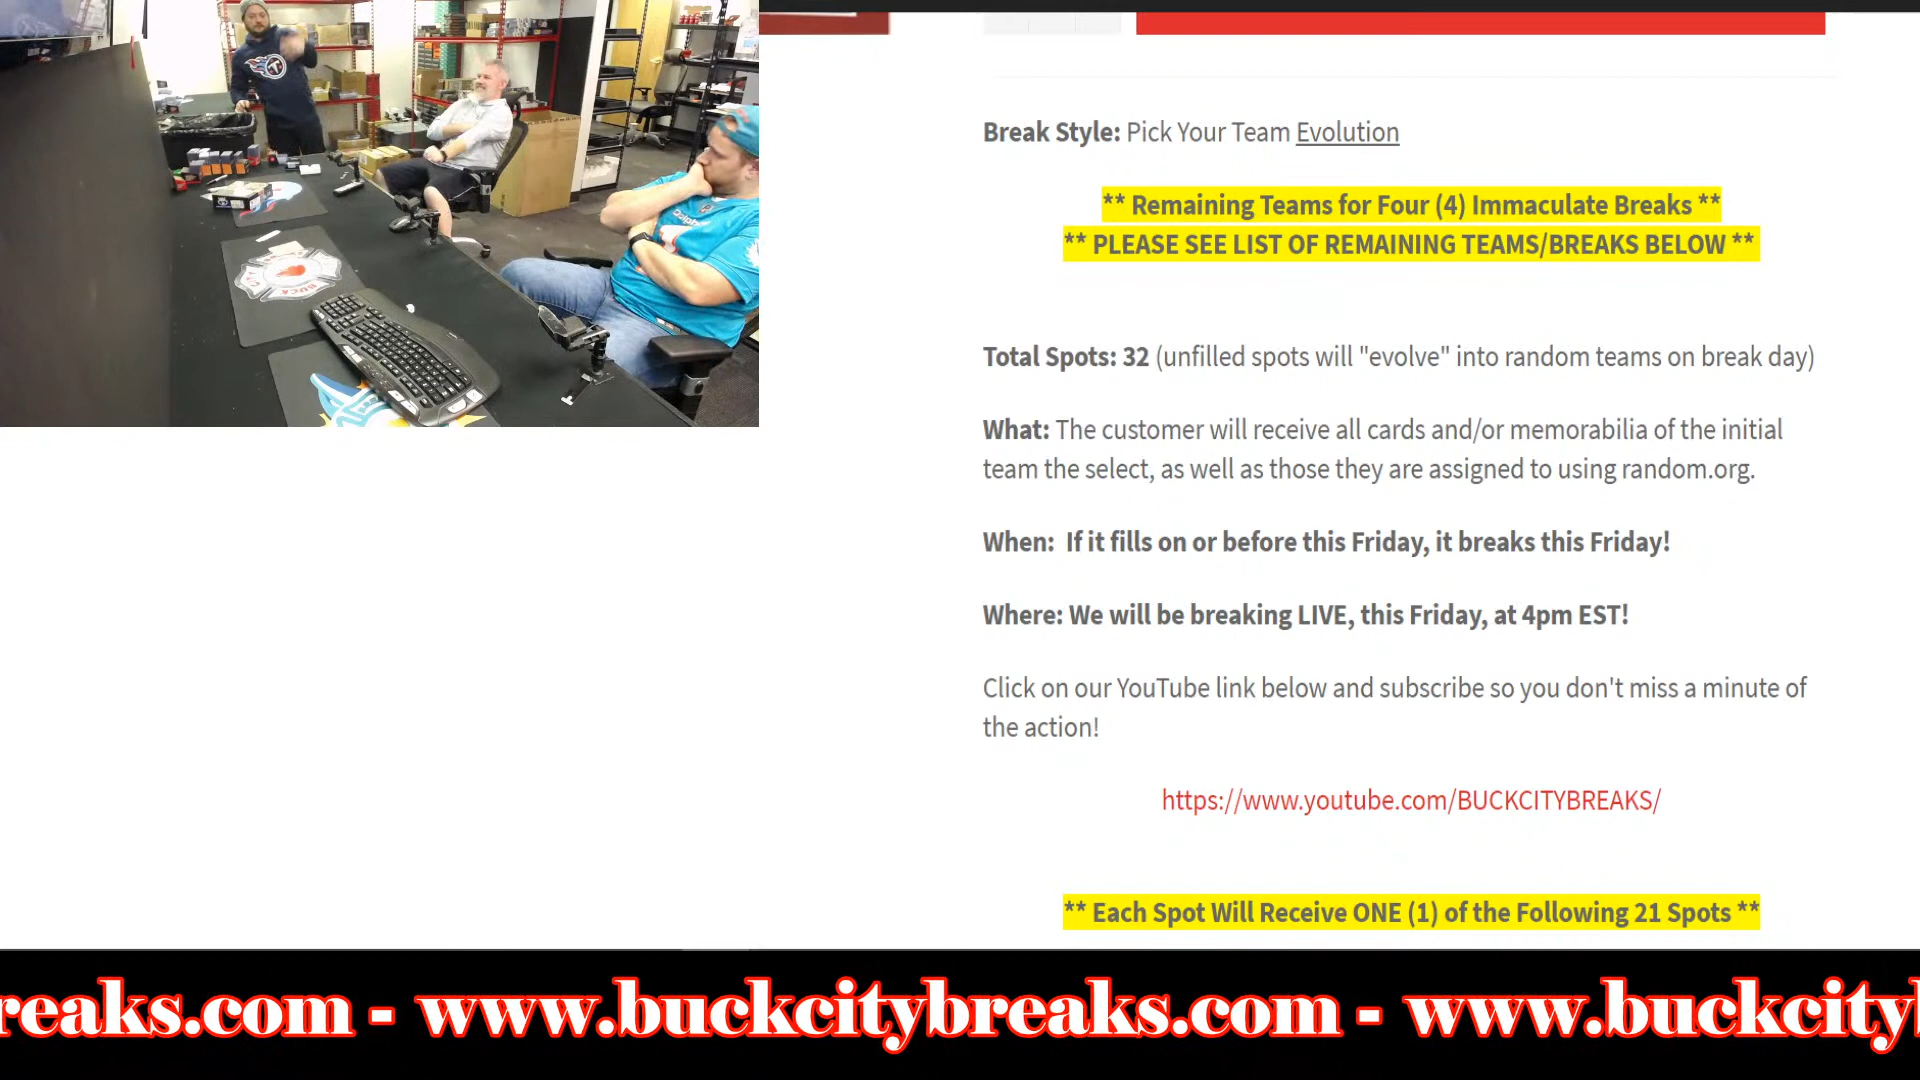 Break Style: Pick Your Team Evolution
** Remaining Teams for Four (4) Immaculate Breaks **
** PLEASE SEE LIST OF REMAINING TEAMS/BREAKS BELOW **
Total Spots: 32 (unfilled spots will "evolve" into random teams on break day)
What: The customer will receive all cards and/or memorabilia of the initial
team the select, as well as those they are assigned to using random.org.
When: If it fills on or before this Friday, it breaks this Friday!
Where: We will be breaking LIVE, this Friday, at 4pm EST!
Click on our YouTube link below and subscribe so you don't miss a minute of
the action!
https://www.youtube.com/BUCKCITYBREAKS/
** Each Spot Will Receive ONE (1) of the Following 21 Spots **
reaks.com - www.buckcitybreaks.com - www.buckcity
Dolphins
BUCK